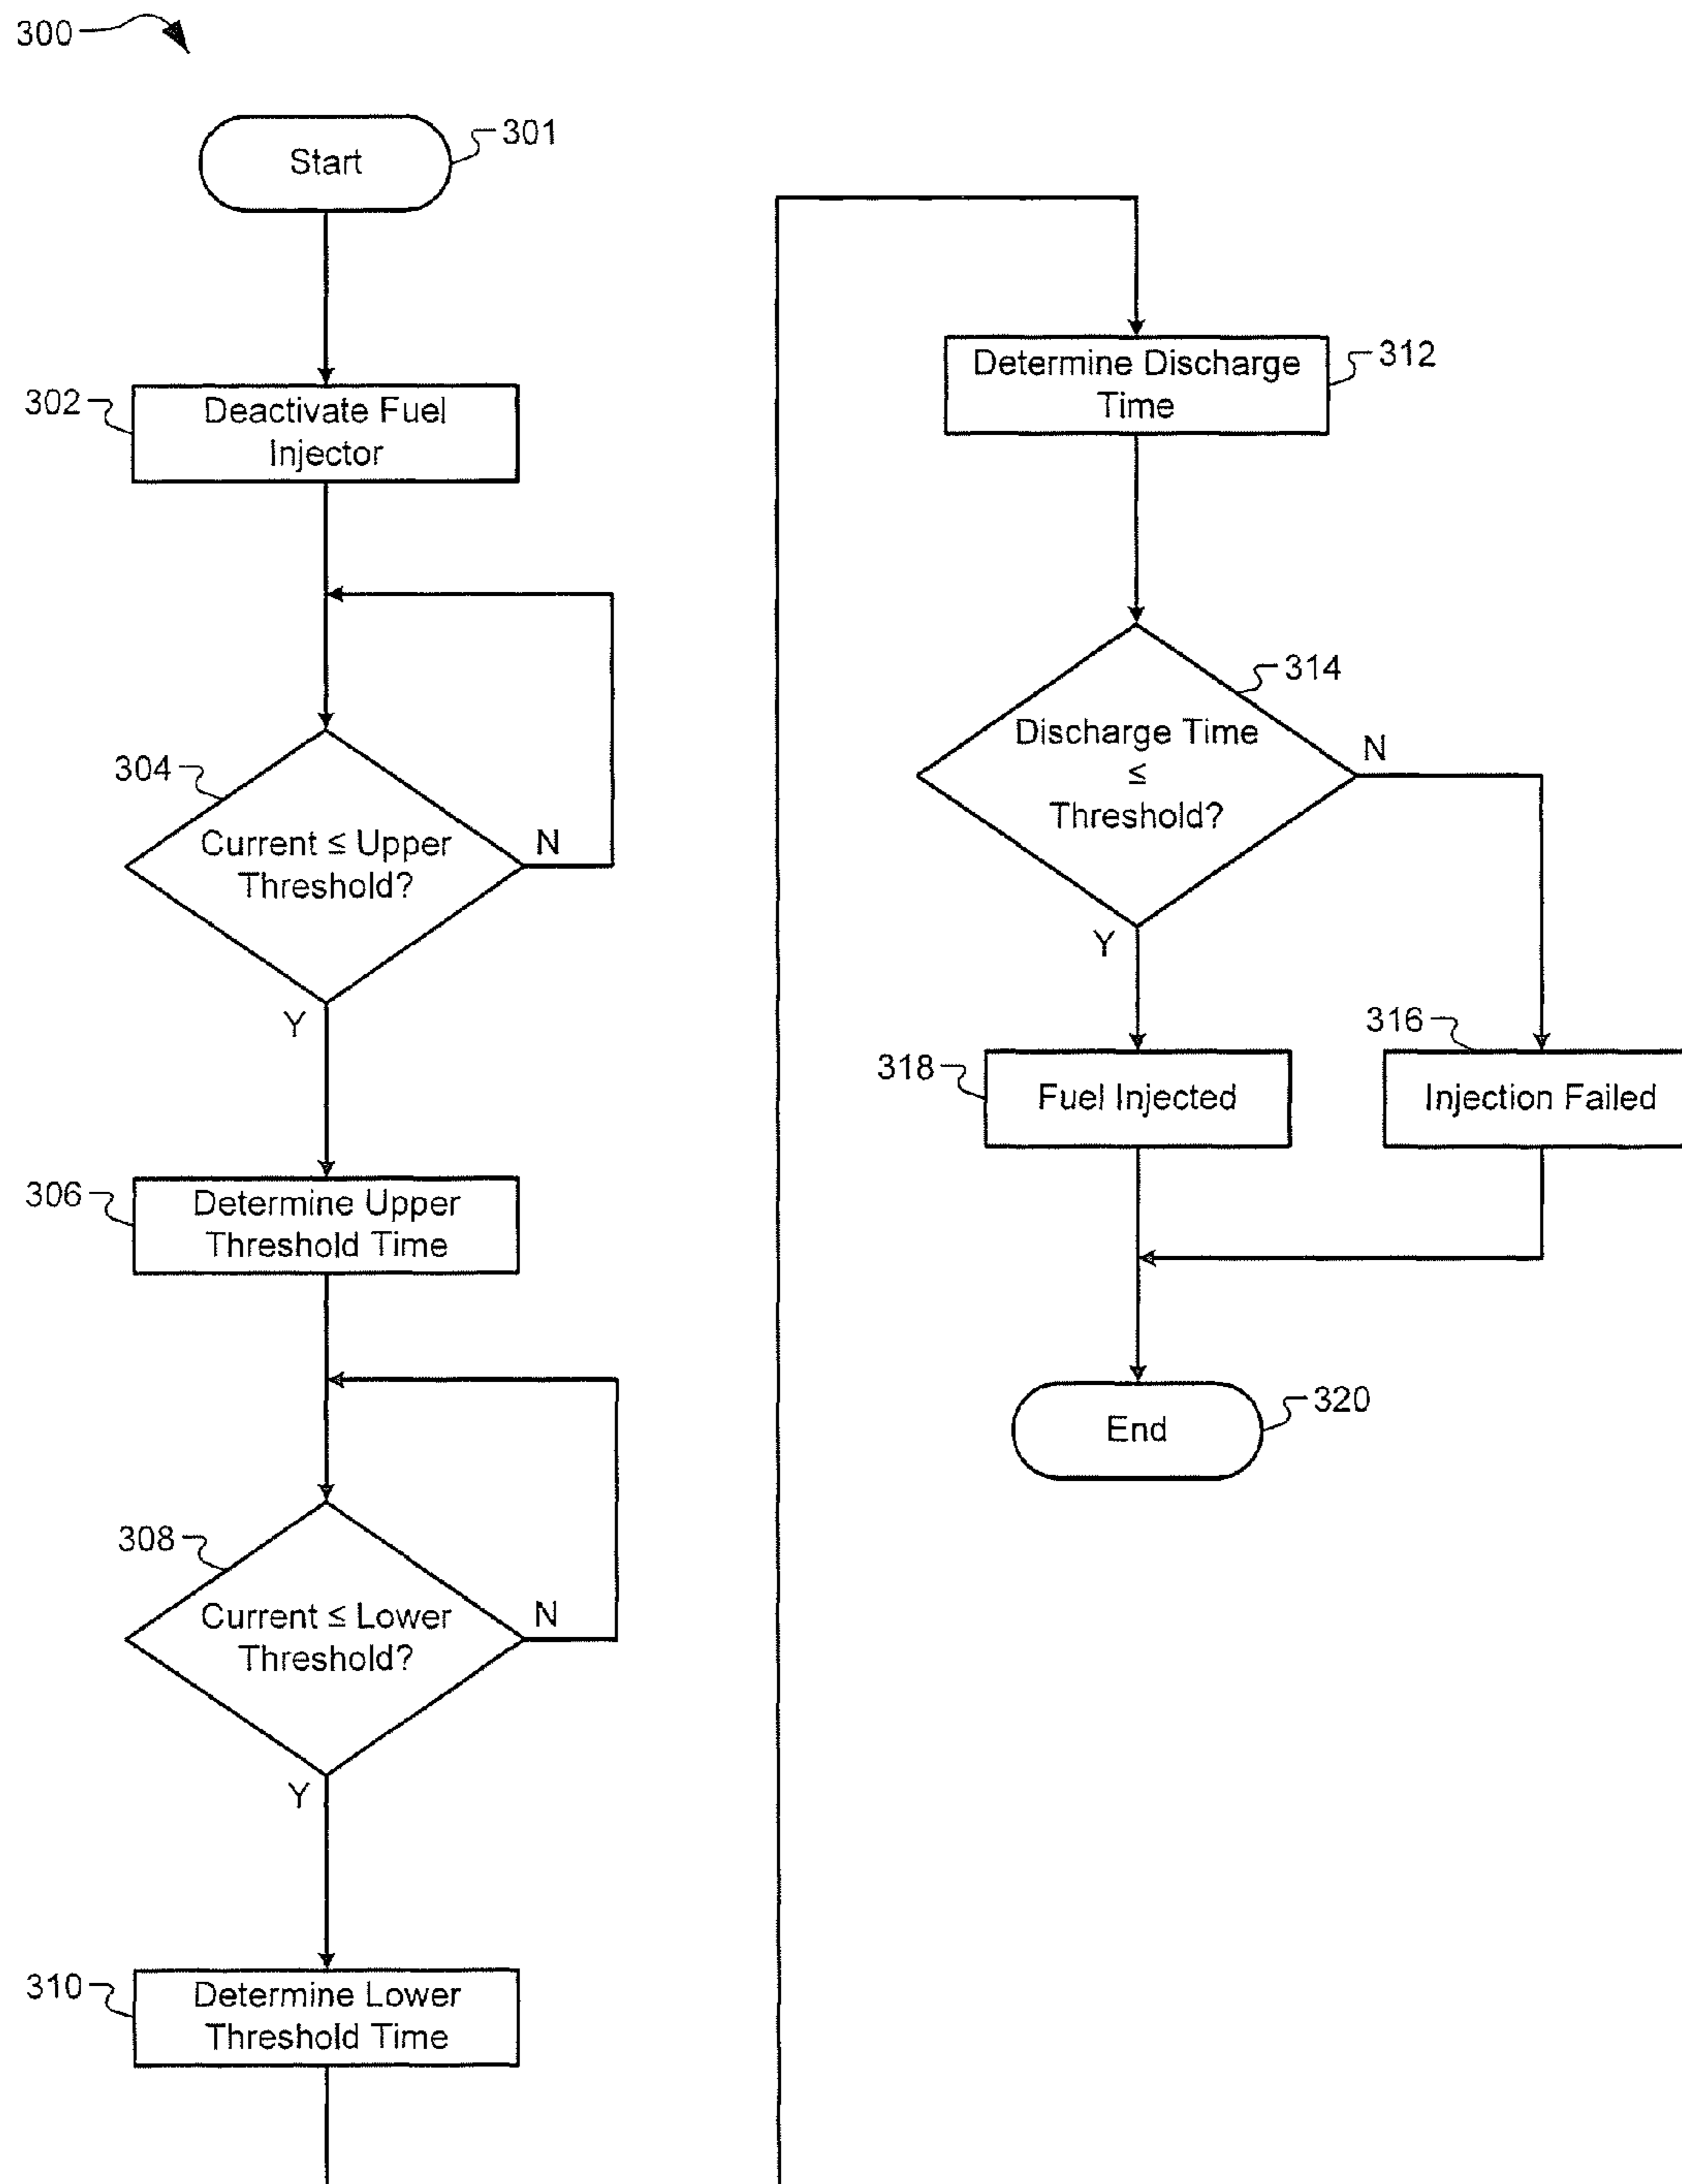 300
Start
301
302
Deactivate Fuel
Injector
304
Current ≤ Upper
Threshold?
N
Y
306
Determine Upper
Threshold Time
308
Current ≤ Lower
Threshold?
N
Y
310
Determine Lower
Threshold Time
Determine Discharge
Time
312
314
Discharge Time
≤
Threshold?
N
Y
318
Fuel Injected
316
Injection Failed
End
320